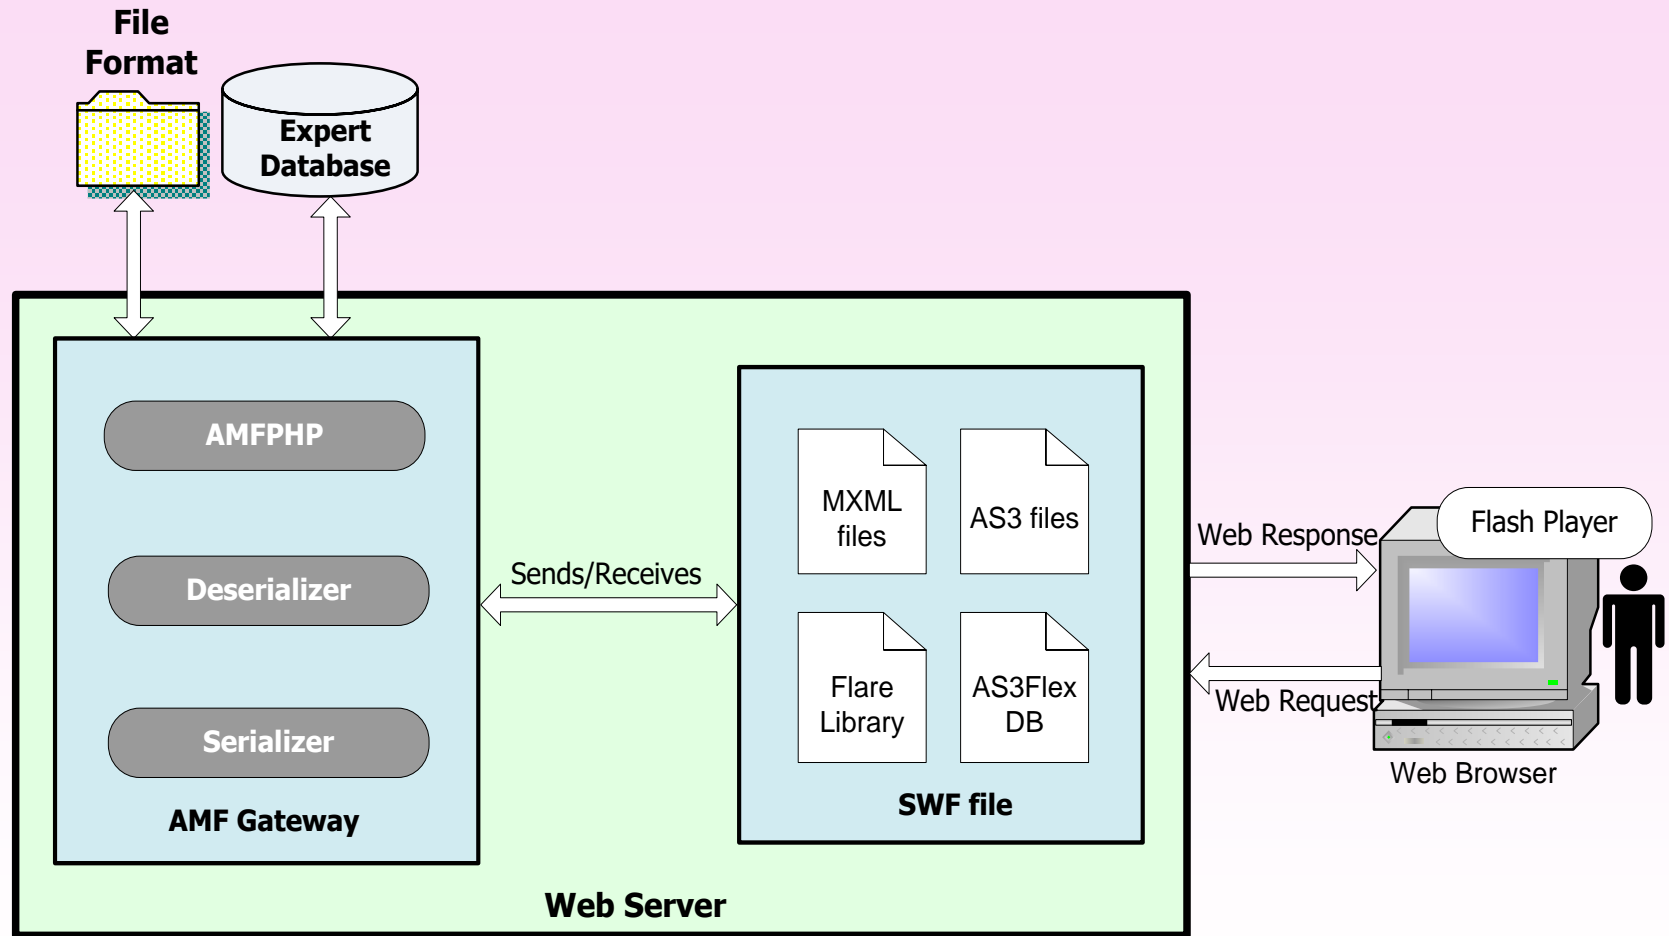 File
Format
Expert
Database
AMFPHP
Deserializer
Serializer
AMF Gateway
Sends/Receives
MXML
files
AS3 files
Flare
Library
AS3Flex
DB
SWF file
Web Server
Web Response
Web Request
Flash Player
Web Browser